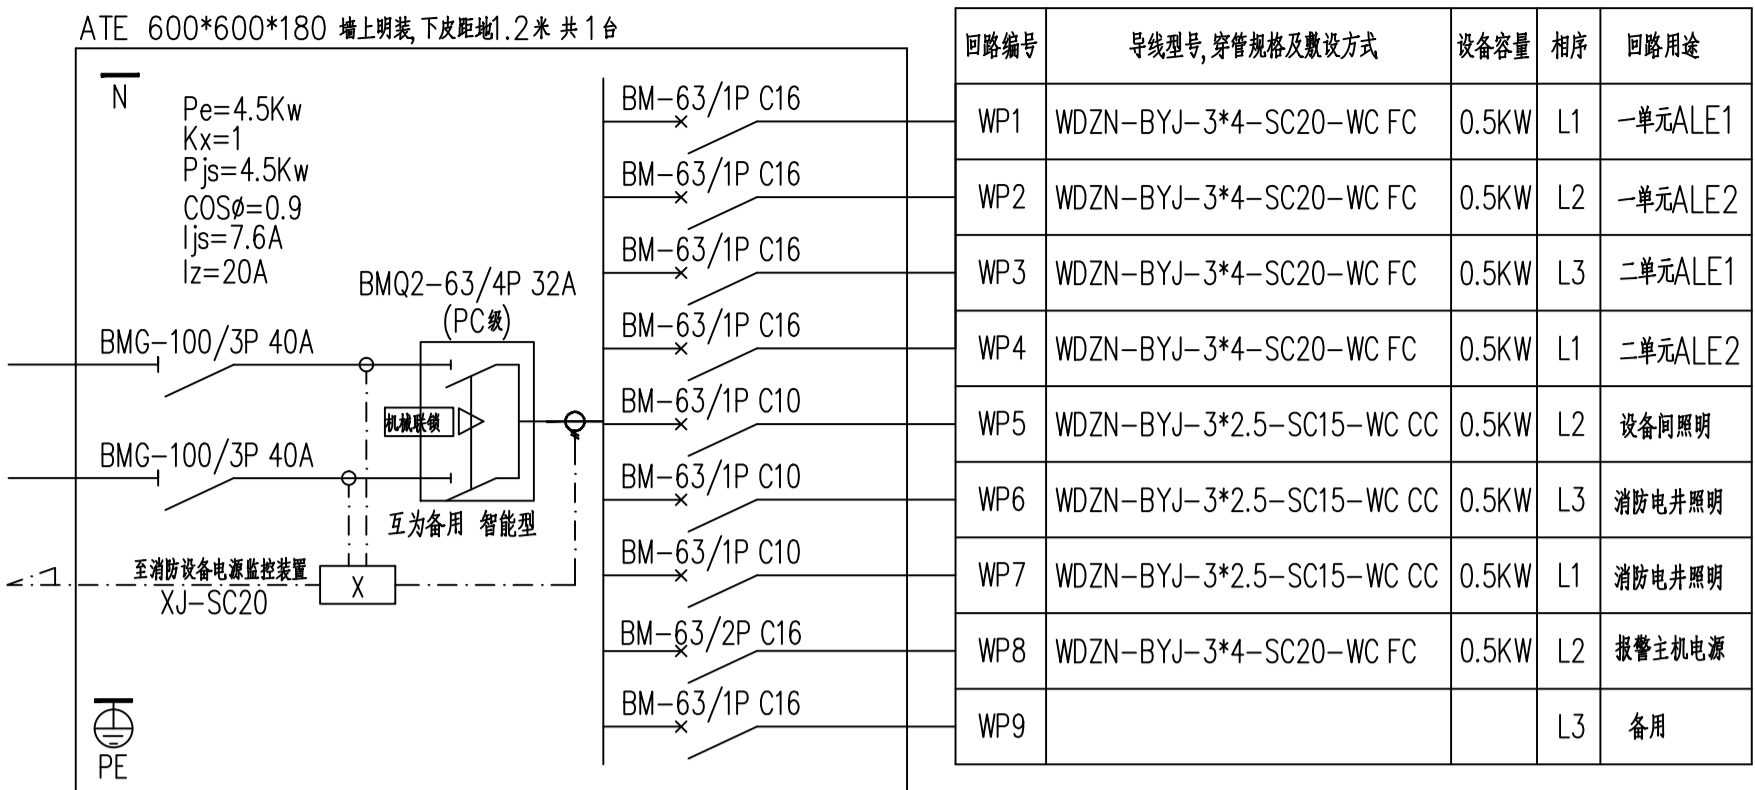 ATE 600*600*180 墙上明装,下皮距地1.2米 共1台
N
Pe=4.5Kw
Kx=1
Pjs=4.5Kw
COSø=0.9
Ijs=7.6A
Iz=20A
BMQ2-63/4P 32A
(PC级)
BMG-100/3P 40A
机械联锁
BMG-100/3P 40A
互为备用 智能型
至消防设备电源监控装置
XJ-SC20
X
PE
BM-63/1P C16
BM-63/1P C16
BM-63/1P C16
BM-63/1P C16
BM-63/1P C10
BM-63/1P C10
BM-63/1P C10
BM-63/2P C16
BM-63/1P C16
回路编号 导线型号,穿管规格及敷设方式 设备容量 相序 回路用途
WP1 WDZN-BYJ-3*4-SC20-WC FC 0.5KW L1 一单元ALE1
WP2 WDZN-BYJ-3*4-SC20-WC FC 0.5KW L2 一单元ALE2
WP3 WDZN-BYJ-3*4-SC20-WC FC 0.5KW L3 二单元ALE1
WP4 WDZN-BYJ-3*4-SC20-WC FC 0.5KW L1 二单元ALE2
WP5 WDZN-BYJ-3*2.5-SC15-WC CC 0.5KW L2 设备间照明
WP6 WDZN-BYJ-3*2.5-SC15-WC CC 0.5KW L3 消防电井照明
WP7 WDZN-BYJ-3*2.5-SC15-WC CC 0.5KW L1 消防电井照明
WP8 WDZN-BYJ-3*4-SC20-WC FC 0.5KW L2 报警主机电源
WP9 L3 备用